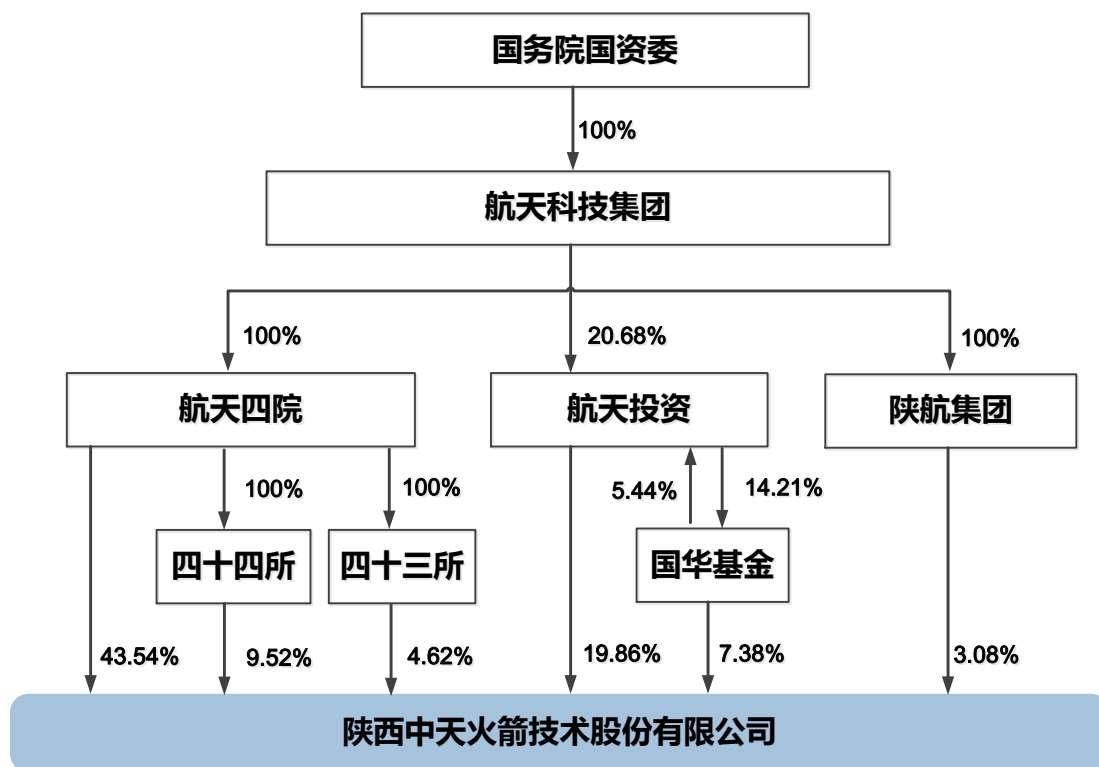 国务院国资委
100%
航天科技集团
100%
20.68%
100%
航天四院
航天投资
陕航集团
100%
100%
5.44%
14.21%
四十四所
四十三所
国华基金
43.54%
9.52%
4.62%
19.86%
7.38%
3.08%
陕西中天火箭技术股份有限公司